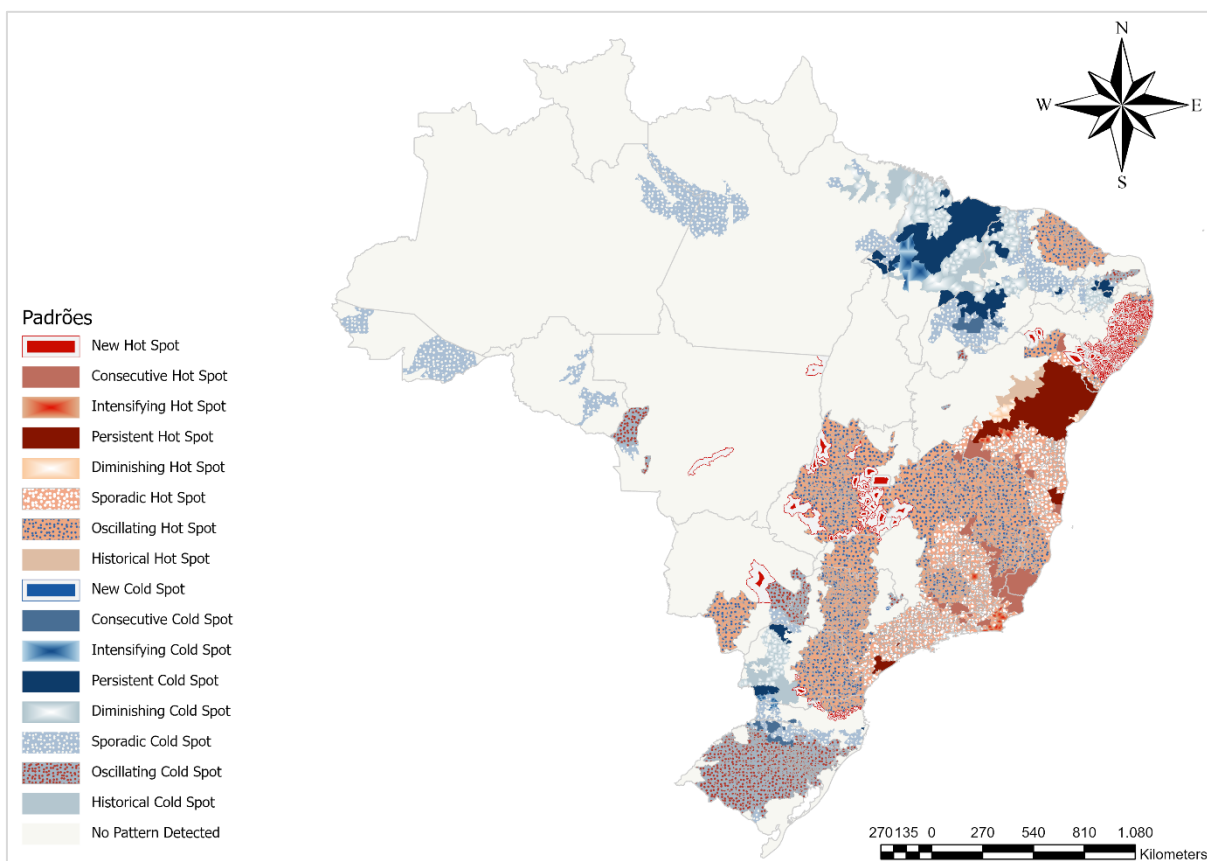 N
W E
S
Padrões
New Hot Spot
Consecutive Hot Spot
Intensifying Hot Spot
Persistent Hot Spot
Diminishing Hot Spot
Sporadic Hot Spot
Oscillating Hot Spot
Historical Hot Spot
New Cold Spot
Consecutive Cold Spot
Intensifying Cold Spot
Persistent Cold Spot
Diminishing Cold Spot
Sporadic Cold Spot
Oscillating Cold Spot
Historical Cold Spot
No Pattern Detected
270 135 0 270 540 810 1.080
Kilometers